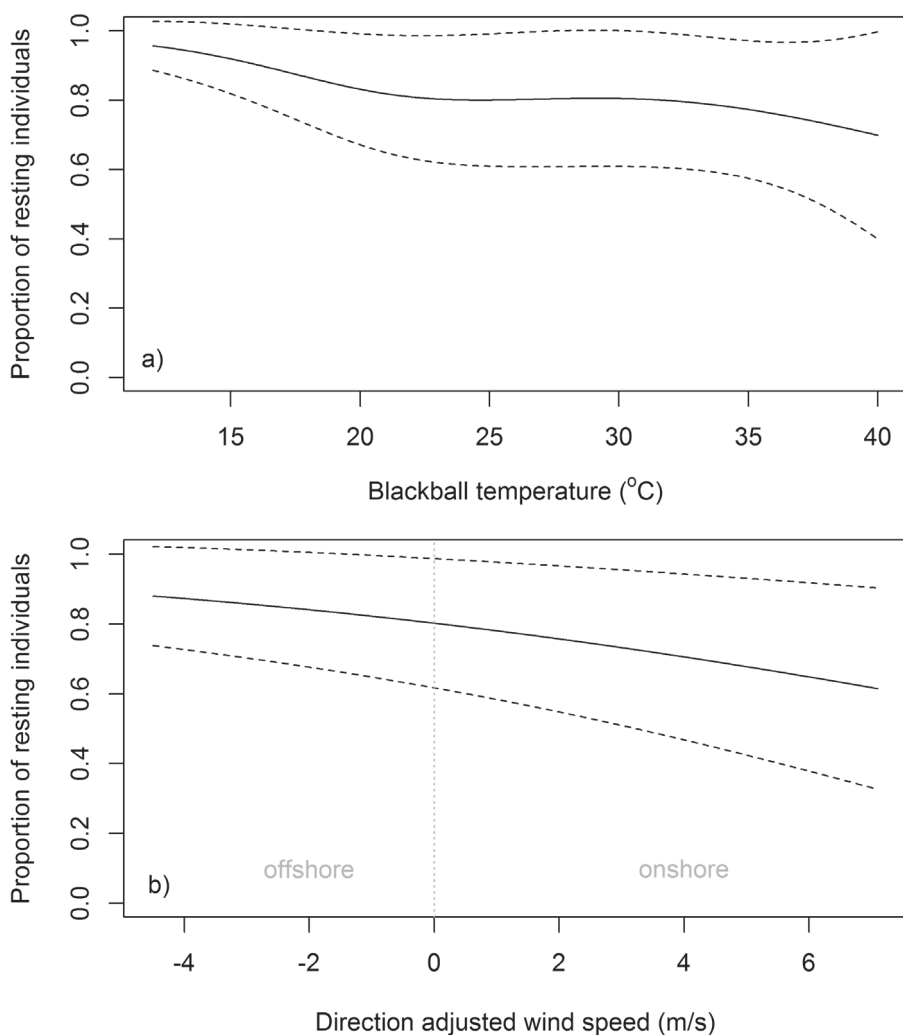 Proportion of resting individuals
1.0
0.8
0.6
0.4
0.2
0.0
a)
15 20 25 30 35 40
Blackball temperature (°C)
Proportion of resting individuals
1.0
0.8
0.6
0.4
0.2
0.0
offshore onshore
b)
-4 -2 0 2 4 6
Direction adjusted wind speed (m/s)